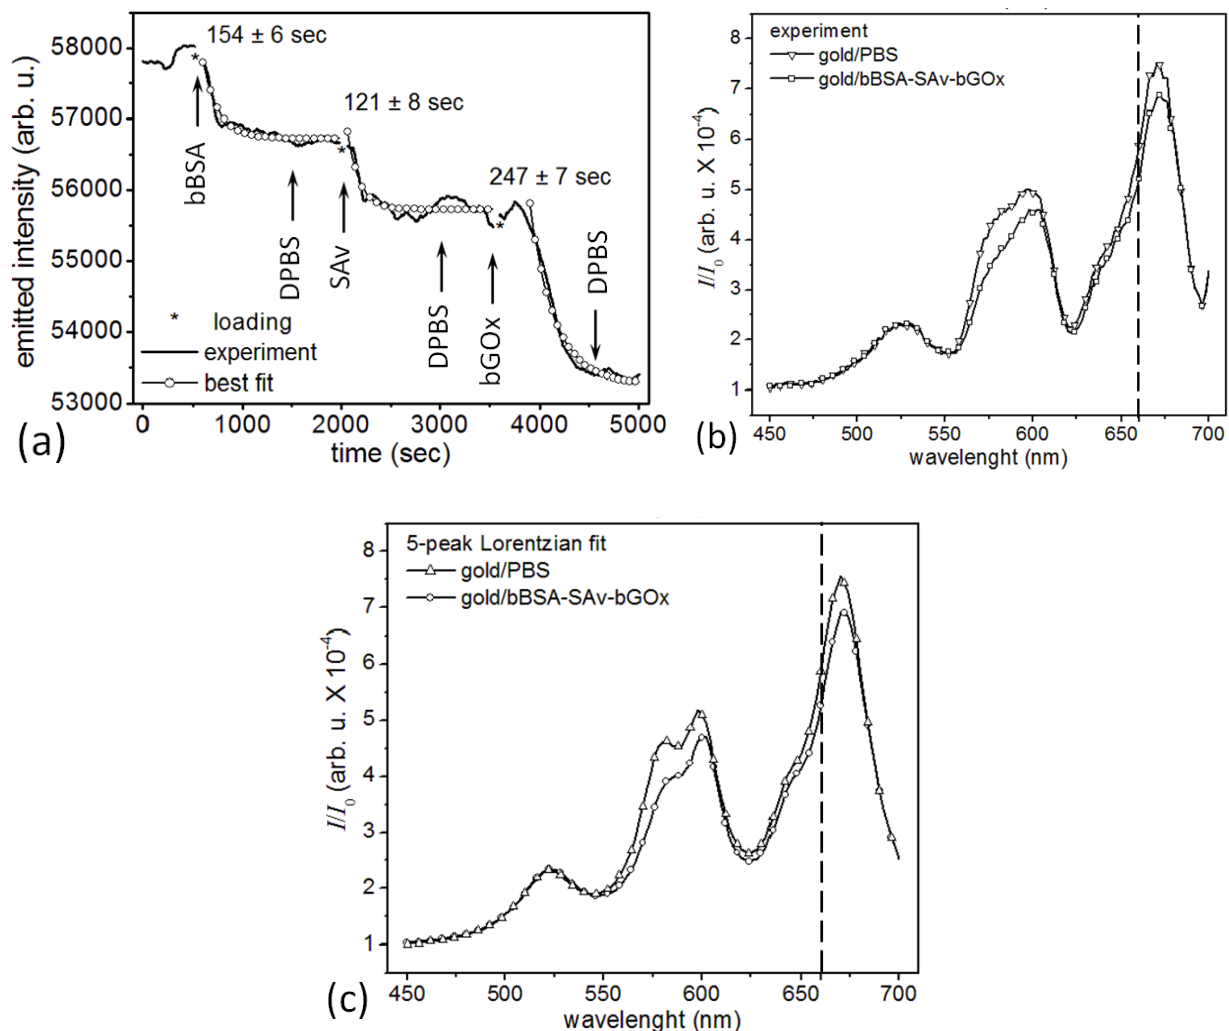 58000
57000
56000
55000
54000
53000
emitted intensity (arb. u.)
154 ± 6 sec
121 ± 8 sec
247 ± 7 sec
bBSA
DPBS
SAv
DPBS
bGOx
DPBS
* loading
experiment
best fit
0 1000 2000 3000 4000 5000
time (sec)
(a)
experiment
gold/PBS
gold/bBSA-SAv-bGOx
8
7
6
5
4
3
2
1
I/I₀ (arb. u. X 10⁻⁴)
450 500 550 600 650 700
wavelenght (nm)
(b)
5-peak Lorentzian fit
gold/PBS
gold/bBSA-SAv-bGOx
8
7
6
5
4
3
2
1
I/I₀ (arb. u. X 10⁻⁴)
450 500 550 600 650 700
wavelenght (nm)
(c)